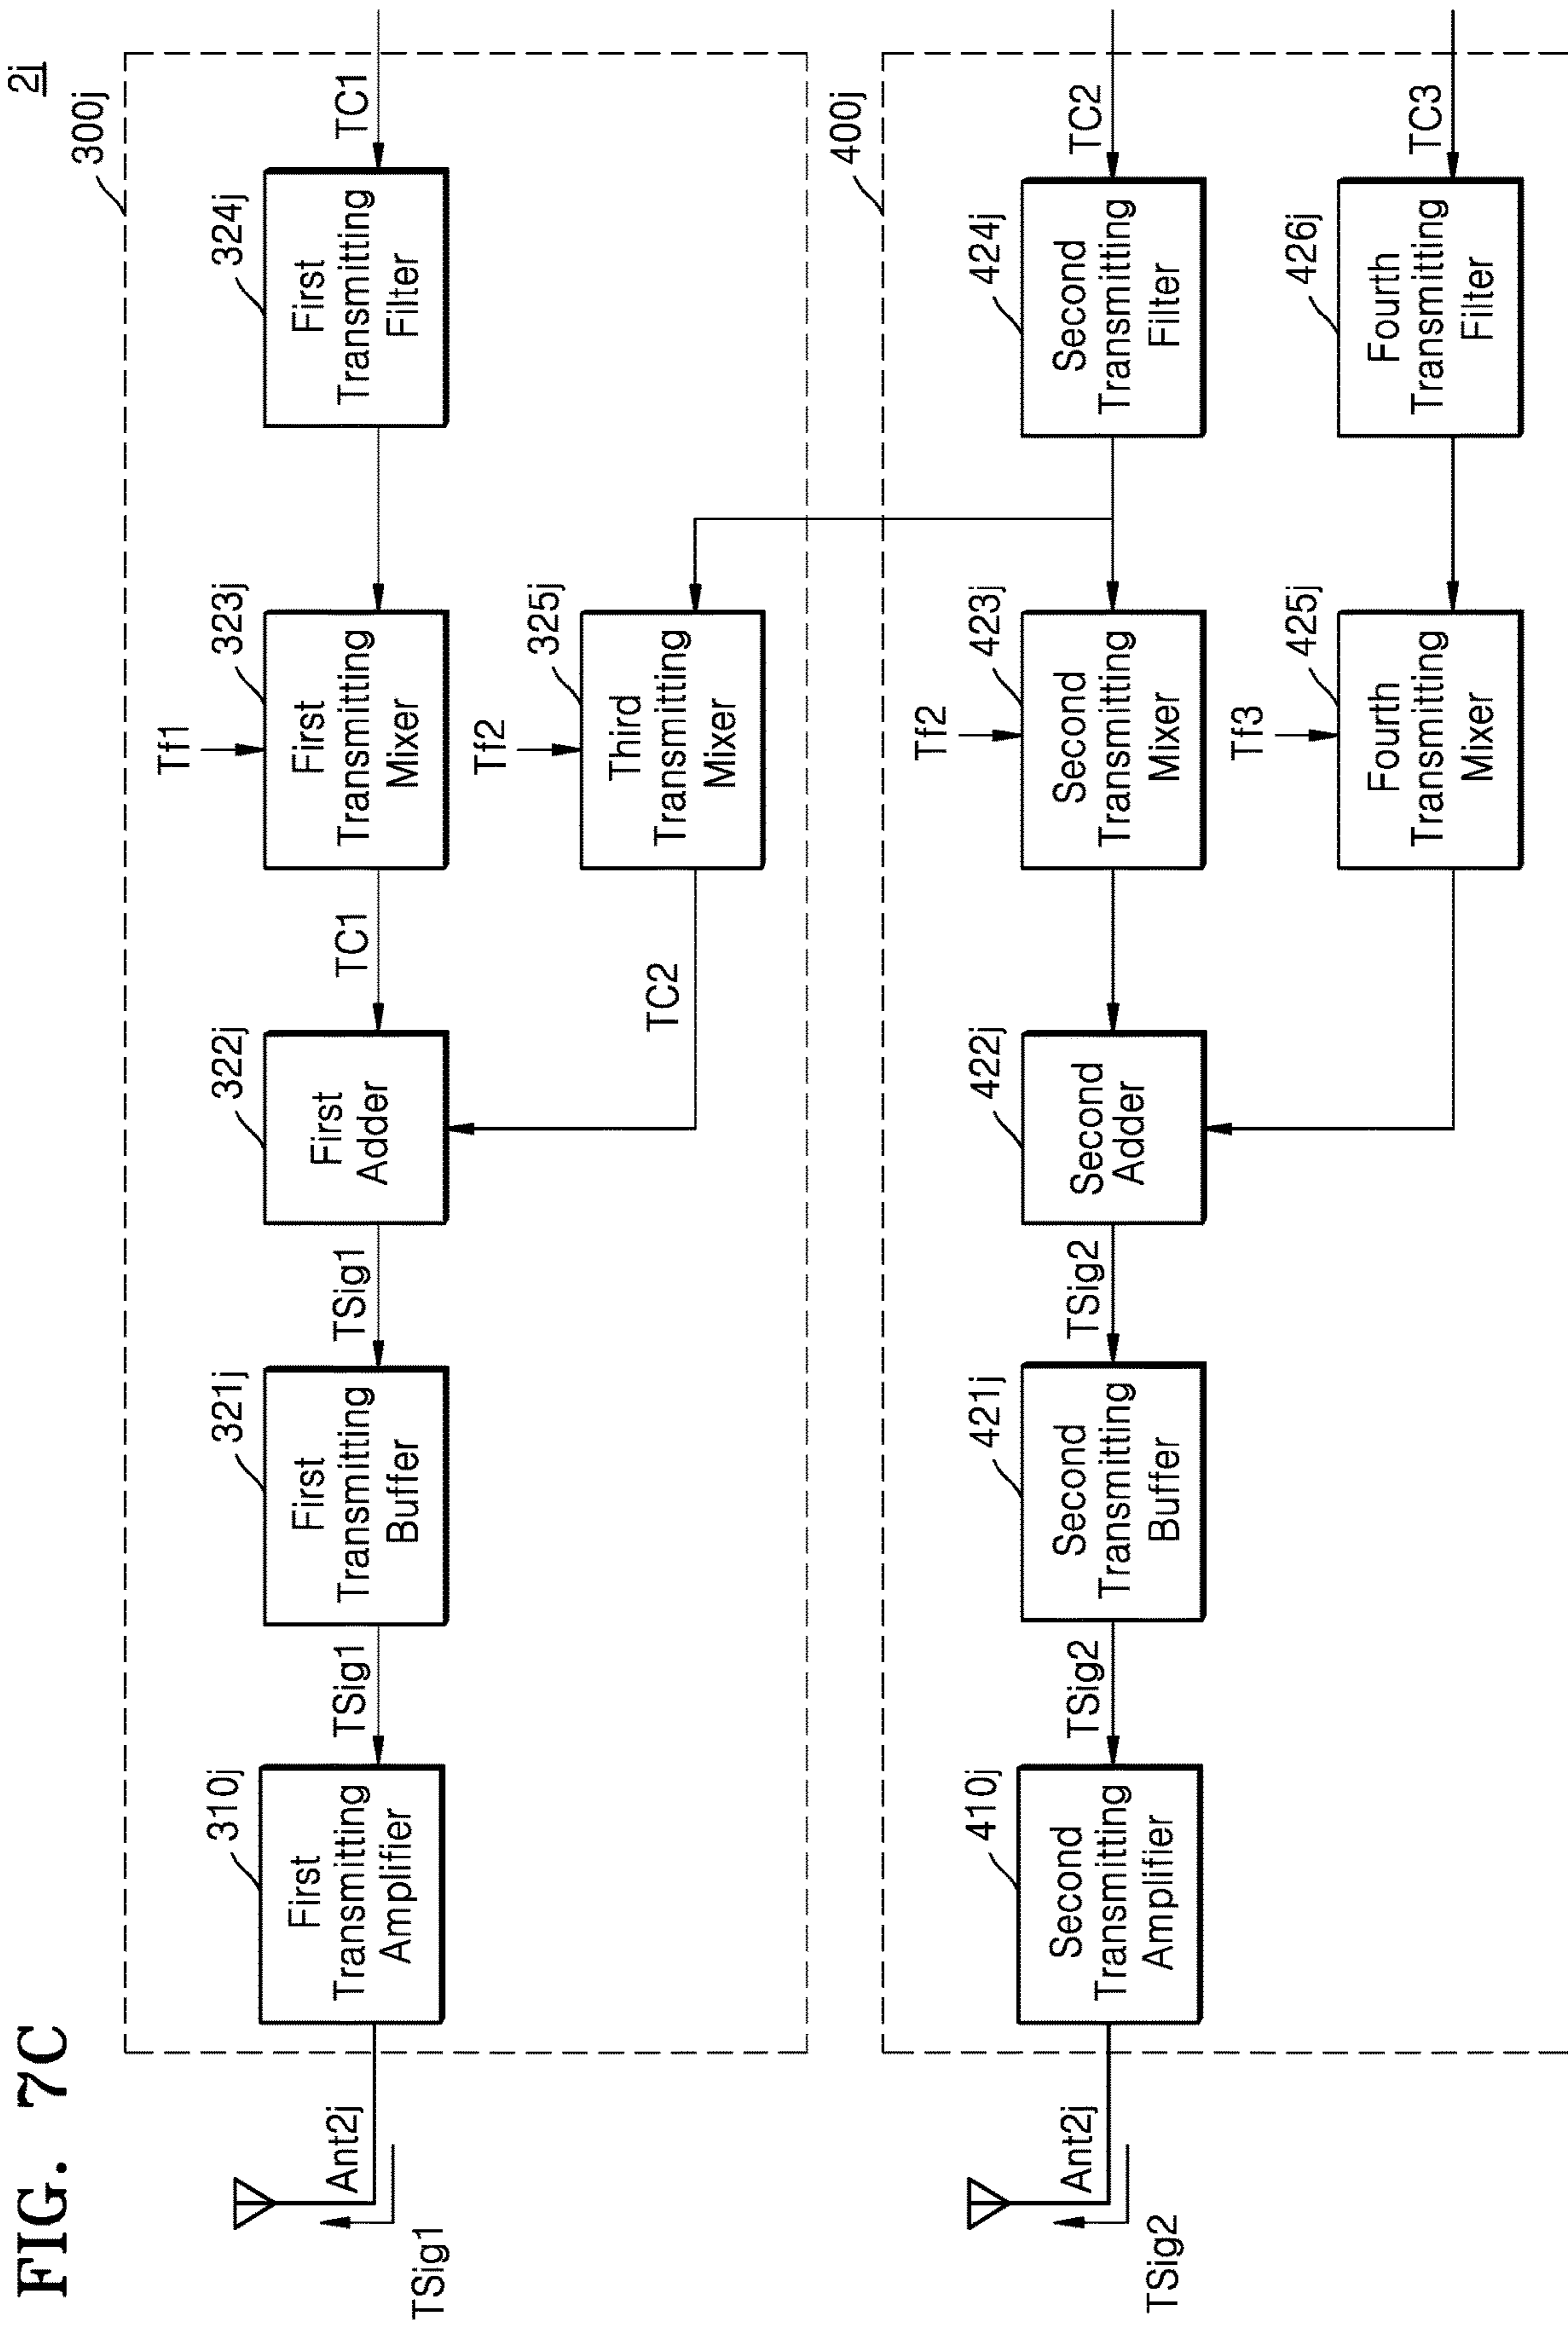 FIG. 7C
2j
300j
TSig1
Ant2j
310j
First
Transmitting
Amplifier
TSig1
321j
First
Transmitting
Buffer
TSig1
322j
First
Adder
TC1
Tf1
323j
First
Transmitting
Mixer
324j
First
Transmitting
Filter
TC1
TC2
Tf2
325j
Third
Transmitting
Mixer
400j
TSig2
Ant2j
410j
Second
Transmitting
Amplifier
TSig2
421j
Second
Transmitting
Buffer
TSig2
422j
Second
Adder
Tf2
423j
Second
Transmitting
Mixer
424j
Second
Transmitting
Filter
TC2
Tf3
425j
Fourth
Transmitting
Mixer
426j
Fourth
Transmitting
Filter
TC3